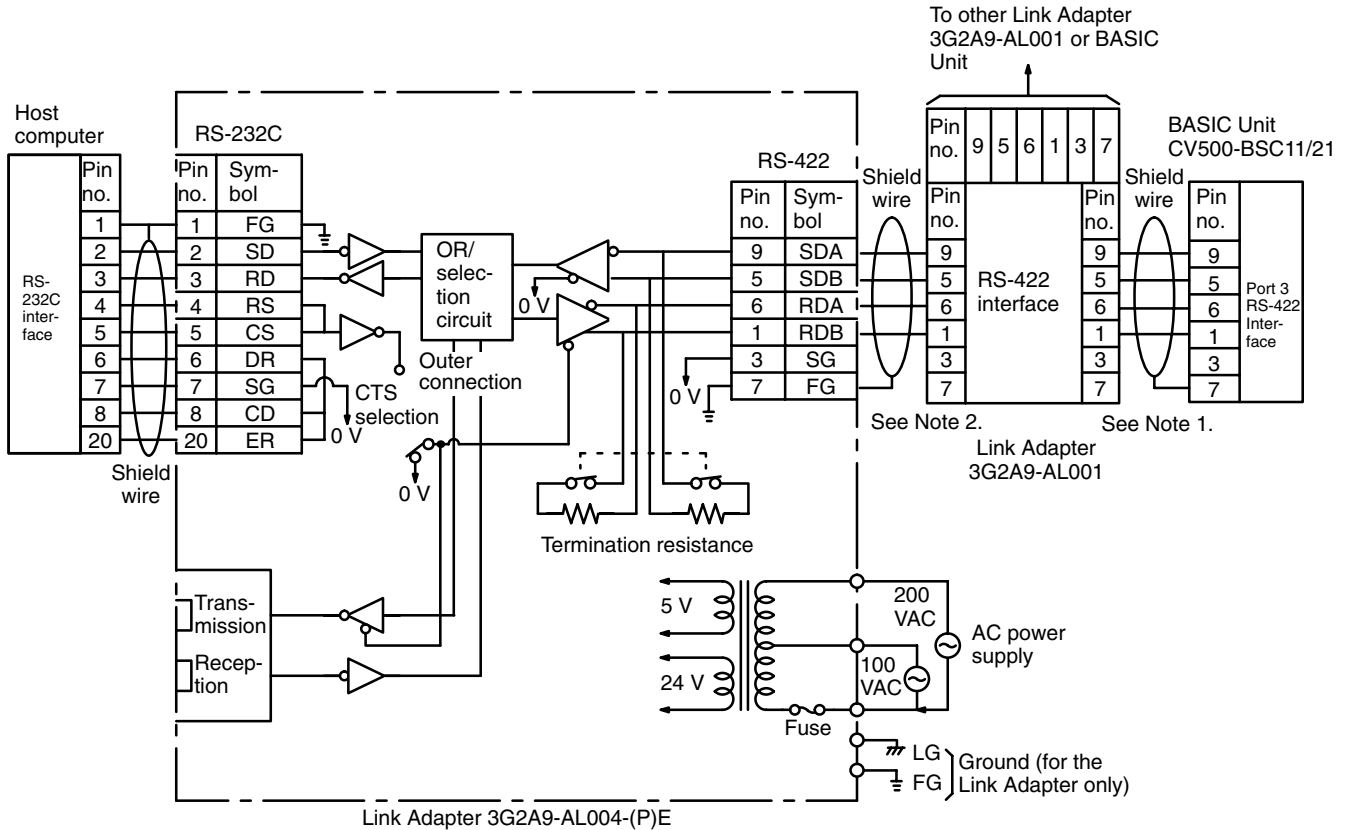 To other Link Adapter
3G2A9-AL001 or BASIC
Unit
Host
computer
RS-232C
Pin
no.
Pin
no.
Sym-
bol
1 1 FG
2 2 SD
3 3 RD
4 4 RS
5 5 CS
6 6 DR
7 7 SG
8 8 CD
20 20 ER
RS-
232C
inter-
face
Shield
wire
OR/
selec-
tion
circuit
Outer
connection
CTS
selection
0 V
0 V
0 V
RS-422
Pin
no.
Sym-
bol
9 SDA
5 SDB
6 RDA
1 RDB
3 SG
7 FG
0 V
Shield
wire
Pin
no. 9 5 6 1 3 7
Pin
no.
9
5
6
1
3
7
RS-422
interface
Pin
no.
9
5
6
1
3
7
Shield
wire
BASIC Unit
CV500-BSC11/21
Pin
no.
9
5
6
1
3
7
Port 3
RS-422
Inter-
face
See Note 2.
See Note 1.
Link Adapter
3G2A9-AL001
Termination resistance
Trans-
mission
Recep-
tion
5 V
24 V
200
VAC
100
VAC
AC power
supply
Fuse
LG
FG
Ground (for the
Link Adapter only)
Link Adapter 3G2A9-AL004-(P)E